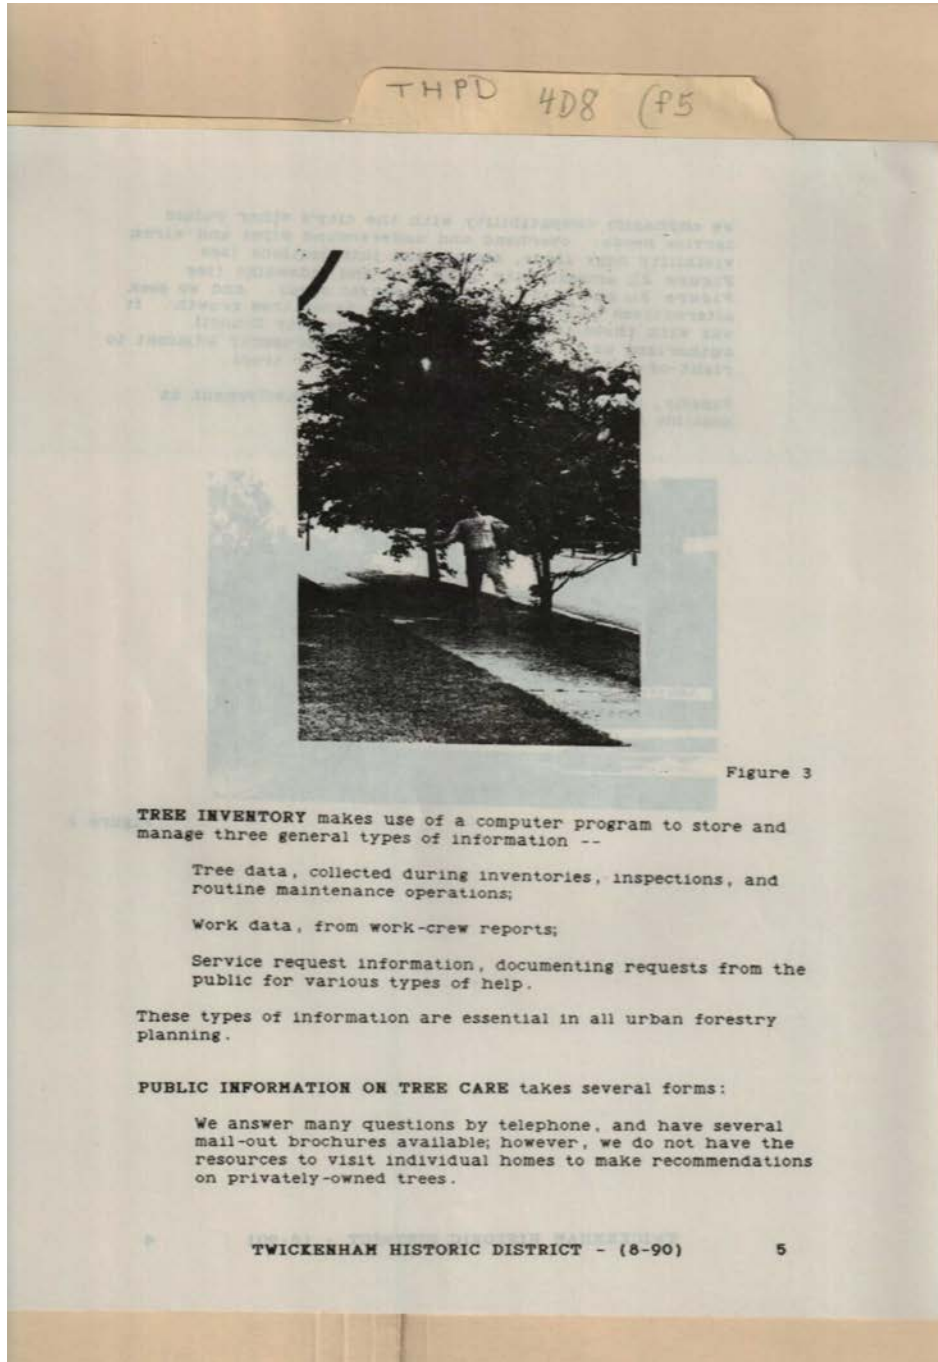 THPD 4D8 (P5
Figure 3
TREE INVENTORY makes use of a computer program to store and
manage three general types of information --
Tree data, collected during inventories, inspections, and
routine maintenance operations;
Work data, from work-crew reports;
Service request information, documenting requests from the
public for various types of help.
These types of information are essential in all urban forestry
planning.
PUBLIC INFORMATION ON TREE CARE takes several forms:
We answer many questions by telephone, and have several
mail-out brochures available; however, we do not have the
resources to visit individual homes to make recommendations
on privately-owned trees.
TWICKENHAM HISTORIC DISTRICT - (8-90) 5